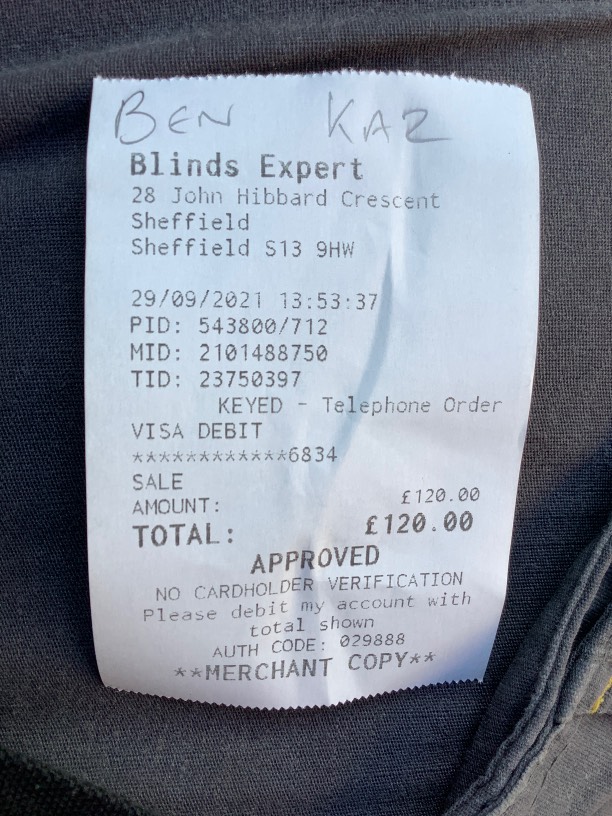 BEN KAZ
Blinds Expert
28 John Hibbard Crescent
Sheffield
Sheffield S13 9HW
29/09/2021 13:53:37
PID: 543800/712
MID: 2101488750
TID: 23750397
KEYED - Telephone Order
VISA DEBIT
************6834
SALE
AMOUNT: £120.00
TOTAL: £120.00
APPROVED
NO CARDHOLDER VERIFICATION
Please debit my account with
total shown
AUTH CODE: 029888
**MERCHANT COPY**